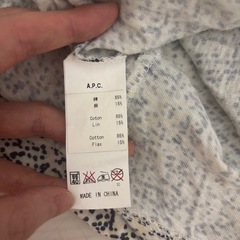 A.P.C.
85%
15%
Coton 85%
Lin 15%
Cotton 85%
Flax 15%
MADE IN CHINA